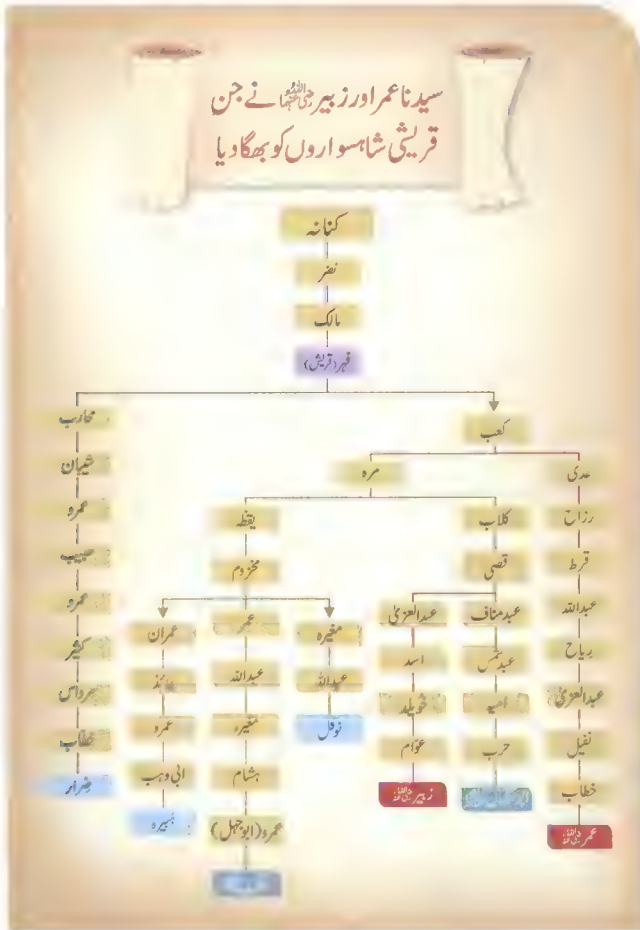 سیدنا عمر اور زبیر رضی اللہ عنہما نے جن
قریشی شاہسواروں کو بھگا دیا
کنانہ
نضر
مالک
فہر (قریش)
محارب
شیبان
عمرو
حبیب
عمرو
کثیر
مرداس
خطاب
ضرار
کعب
مرہ
عدی
یقظہ
مخزوم
عمران
عائذ
عمرو
ابی وہب
ہبیرہ
عمر
عبداللہ
مغیرہ
ہشام
عمرو (ابوجہل)
مغیرہ
عبداللہ
نوفل
کلاب
قصی
عبدالعزیٰ
اسد
خویلد
عوام
زبیر رضی اللہ عنہ
عبد مناف
عبد شمس
امیہ
حرب
رزاح
قرط
عبداللہ
ریاح
عبدالعزیٰ
نفیل
خطاب
عمر رضی اللہ عنہ